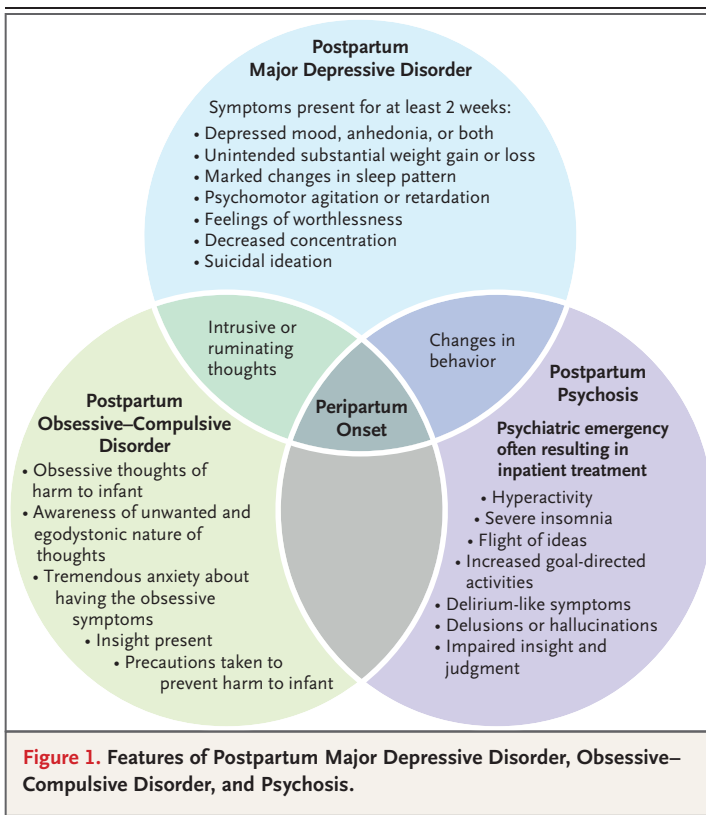 Postpartum
Major Depressive Disorder
Symptoms present for at least 2 weeks:
• Depressed mood, anhedonia, or both
• Unintended substantial weight gain or loss
• Marked changes in sleep pattern
• Psychomotor agitation or retardation
• Feelings of worthlessness
• Decreased concentration
• Suicidal ideation
Intrusive or
ruminating
thoughts
Changes in
behavior
Peripartum
Onset
Postpartum
Obsessive–Compulsive
Disorder
• Obsessive thoughts of
harm to infant
• Awareness of unwanted and
egodystonic nature of
thoughts
• Tremendous anxiety about
having the obsessive
symptoms
• Insight present
• Precautions taken to
prevent harm to infant
Postpartum
Psychosis
Psychiatric emergency
often resulting in
inpatient treatment
• Hyperactivity
• Severe insomnia
• Flight of ideas
• Increased goal-directed
activities
• Delirium-like symptoms
• Delusions or hallucinations
• Impaired insight and
judgment
Figure 1. Features of Postpartum Major Depressive Disorder, Obsessive–
Compulsive Disorder, and Psychosis.